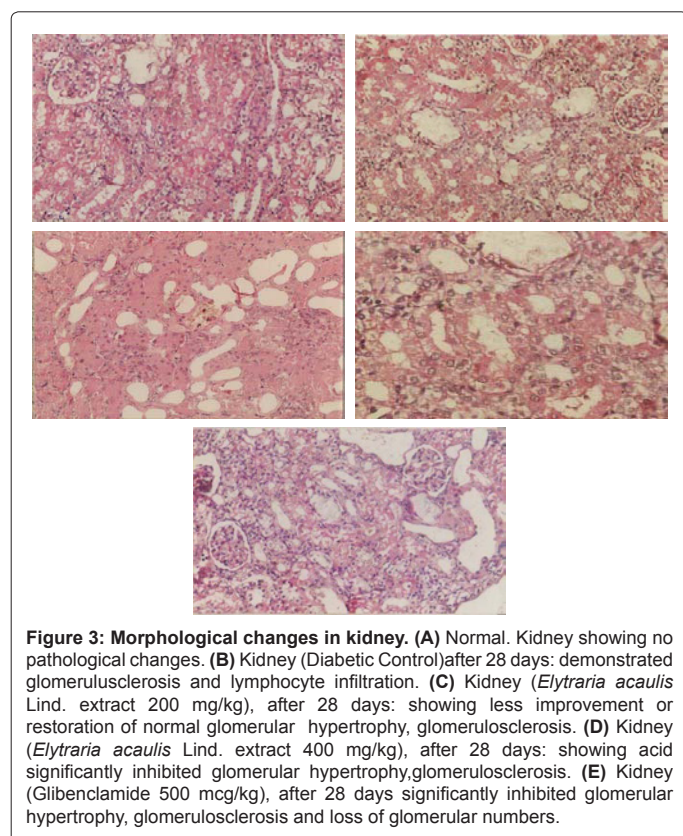 Figure 3: Morphological changes in kidney. (A) Normal. Kidney showing no
pathological changes. (B) Kidney (Diabetic Control)after 28 days: demonstrated
glomerulusclerosis and lymphocyte infiltration. (C) Kidney (Elytraria acaulis
Lind. extract 200 mg/kg), after 28 days: showing less improvement or
restoration of normal glomerular hypertrophy, glomerulosclerosis. (D) Kidney
(Elytraria acaulis Lind. extract 400 mg/kg), after 28 days: showing acid
significantly inhibited glomerular hypertrophy,glomerulosclerosis. (E) Kidney
(Glibenclamide 500 mcg/kg), after 28 days significantly inhibited glomerular
hypertrophy, glomerulosclerosis and loss of glomerular numbers.